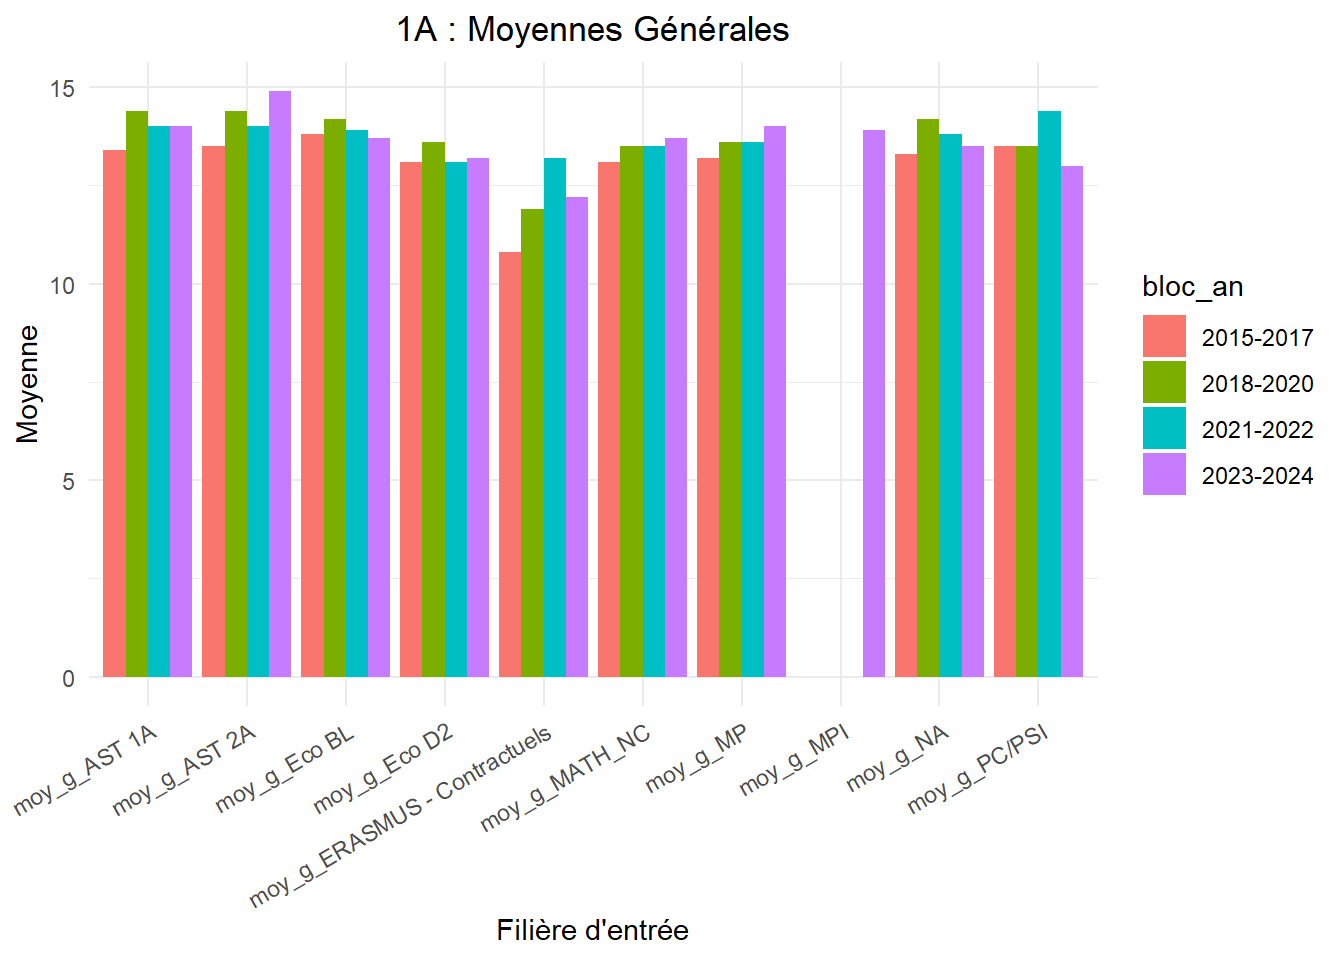 1A : Moyennes Générales
15
10
5
0
Moyenne
moy_g_AST 1A
moy_g_AST 2A
moy_g_Eco BL
moy_g_Eco D2
moy_g_ERASMUS - Contractuels
moy_g_MATH_NC
moy_g_MP
moy_g_MPI
moy_g_NA
moy_g_PC/PSI
Filière d'entrée
bloc_an
2015-2017
2018-2020
2021-2022
2023-2024